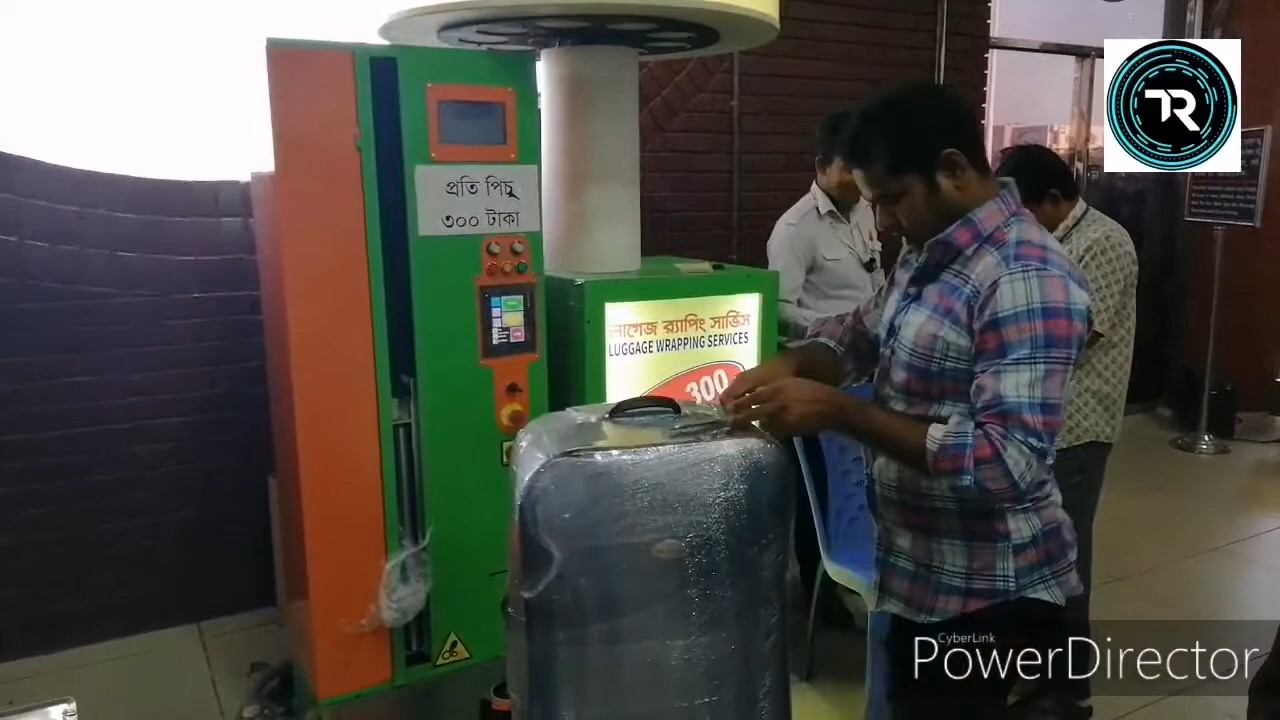 TR
প্রতি পিচ্
৩০০ টাকা
লাগেজ র‍্যাপিং সার্ভিস
LUGGAGE WRAPPING SERVICES
300
CyberLink
PowerDirector